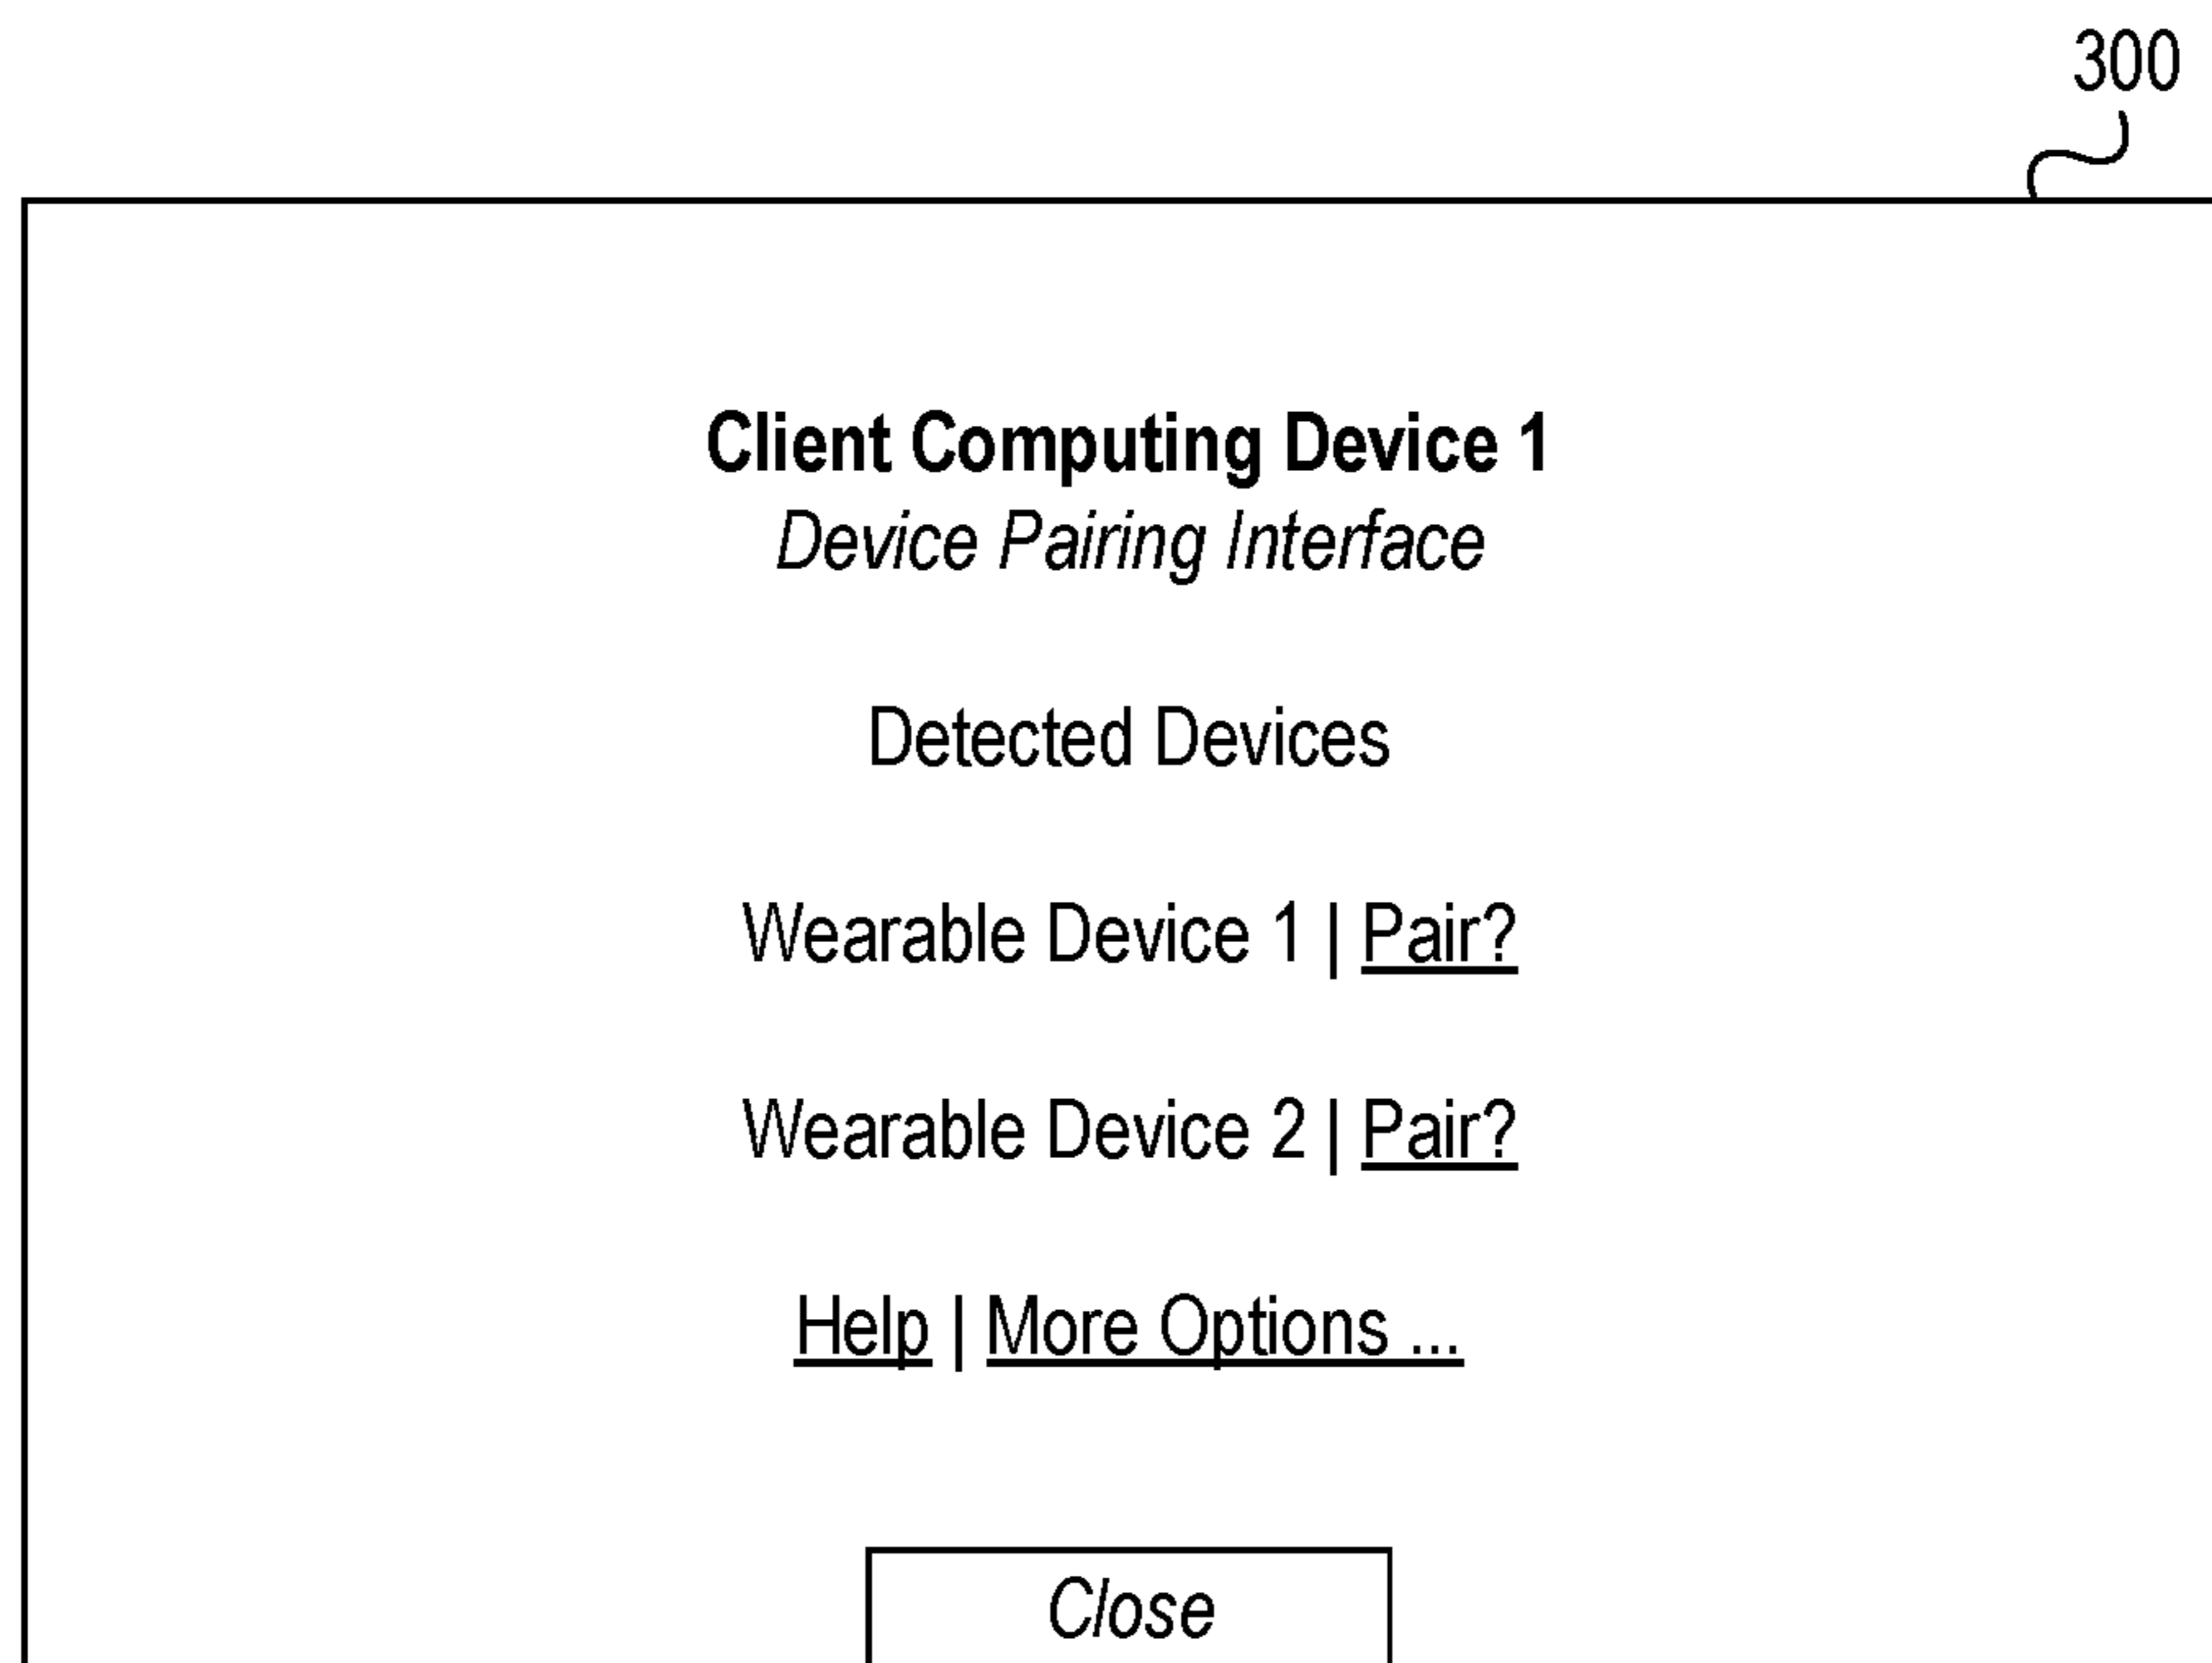 300
Client Computing Device 1
Device Pairing Interface
Detected Devices
Wearable Device 1 | Pair?
Wearable Device 2 | Pair?
Help | More Options ...
Close